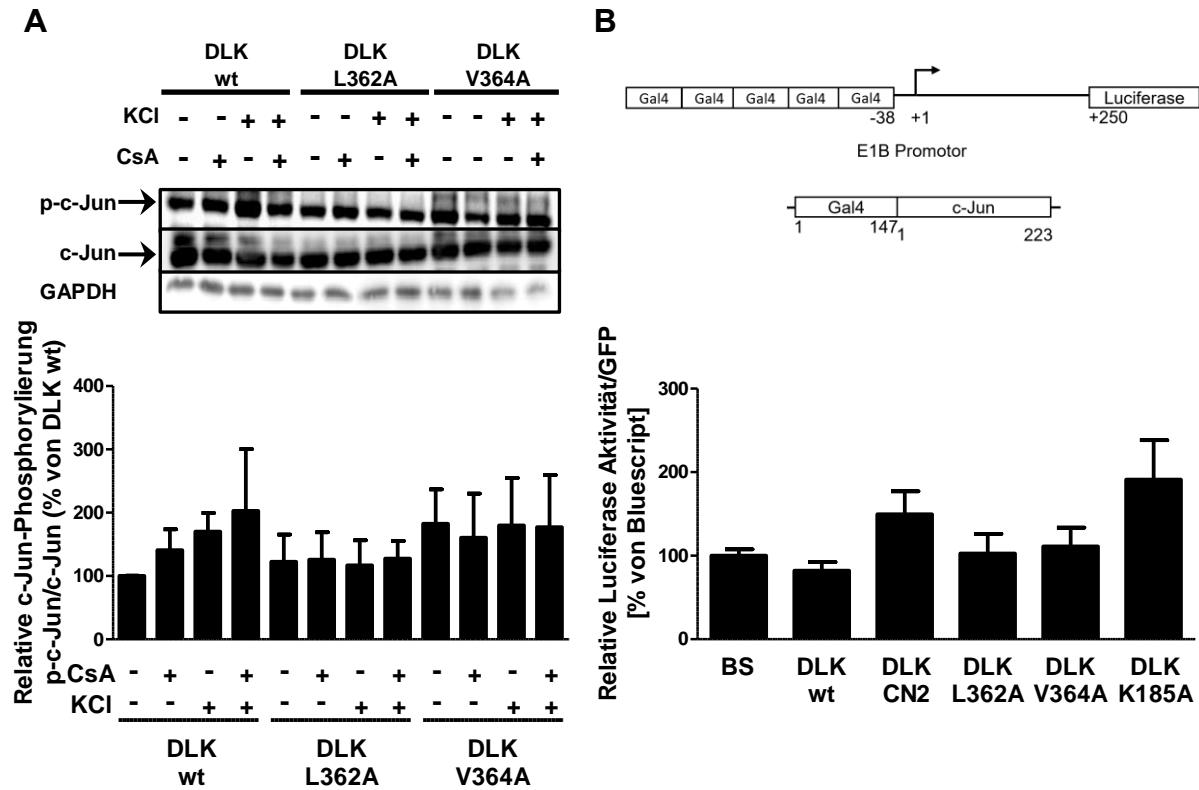 A
DLK wt
DLK L362A
DLK V364A
KCl - - + + - - + - - + +
CsA - + - + - + - + - - - +
p-c-Jun
c-Jun
GAPDH
Relative c-Jun-Phosphorylierung
p-c-Jun/c-Jun (% von DLK wt)
400
300
200
100
0
CsA - + - + - + - + - + - +
KCl - - + + - - + + - - + +
DLK wt
DLK L362A
DLK V364A
B
Gal4 Gal4 Gal4 Gal4 Gal4 Luciferase
-38 +1 +250
E1B Promotor
Gal4 c-Jun
1 147 1 223
Relative Luciferase Aktivität/GFP
[% von Bluescript]
300
200
100
0
BS
DLK wt
DLK CN2
DLK L362A
DLK V364A
DLK K185A